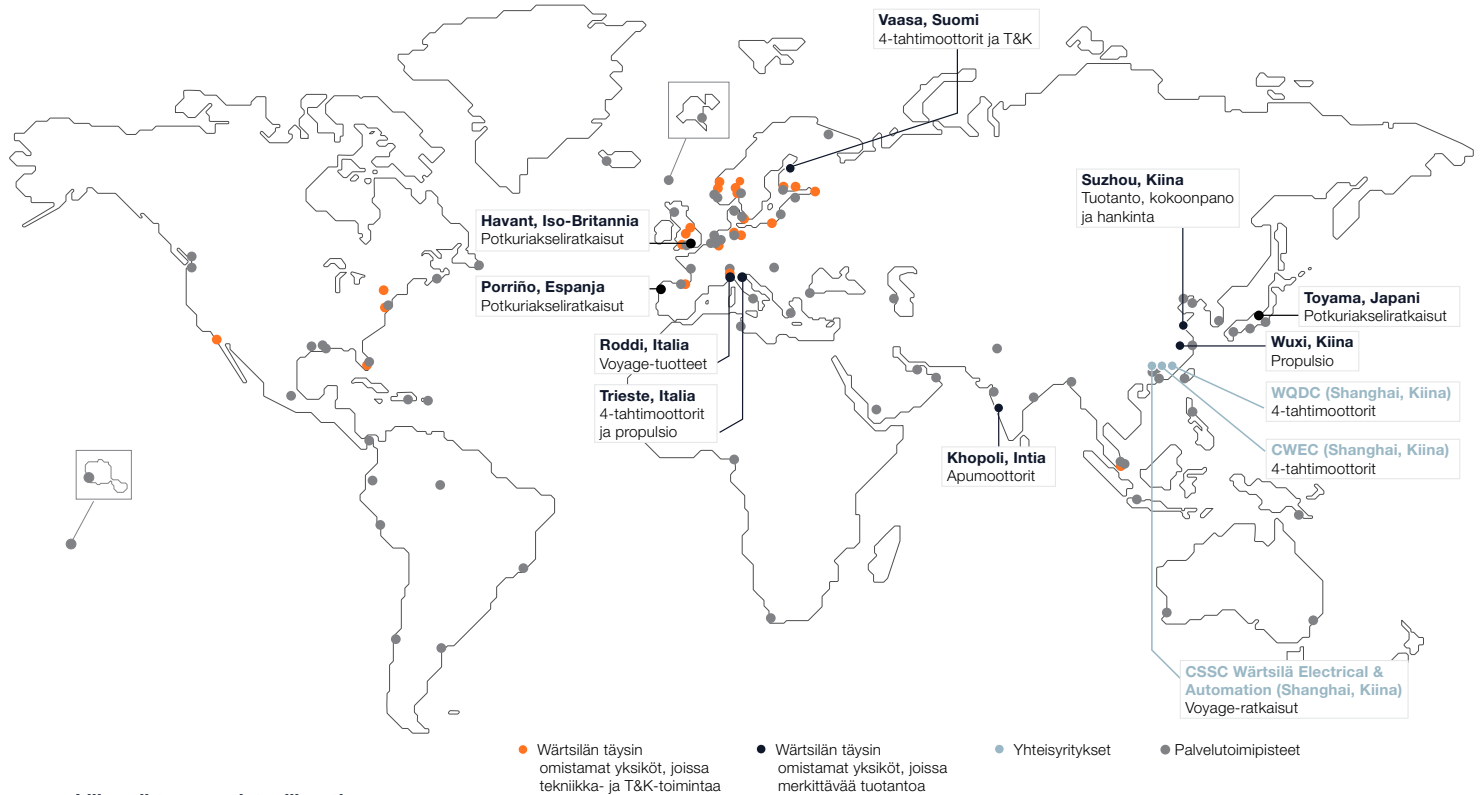 Vaasa, Suomi
4-tahtimoottorit ja T&K
Suzhou, Kiina
Tuotanto, kokoonpano
ja hankinta
Havant, Iso-Britannia
Potkuriakseliratkaisut
Porriño, Espanja
Potkuriakseliratkaisut
Toyama, Japani
Potkuriakseliratkaisut
Roddi, Italia
Voyage-tuotteet
Wuxi, Kiina
Propulsio
Trieste, Italia
4-tahtimoottorit
ja propulsio
WQDC (Shanghai, Kiina)
4-tahtimoottorit
CWEC (Shanghai, Kiina)
4-tahtimoottorit
Khopoli, Intia
Apumoottorit
CSSC Wärtsilä Electrical &
Automation (Shanghai, Kiina)
Voyage-ratkaisut
Wärtsilän täysin
omistamat yksiköt, joissa
tekniikka- ja T&K-toimintaa
Wärtsilän täysin
omistamat yksiköt, joissa
merkittävää tuotantoa
Yhteisyritykset
Palvelutoimipisteet